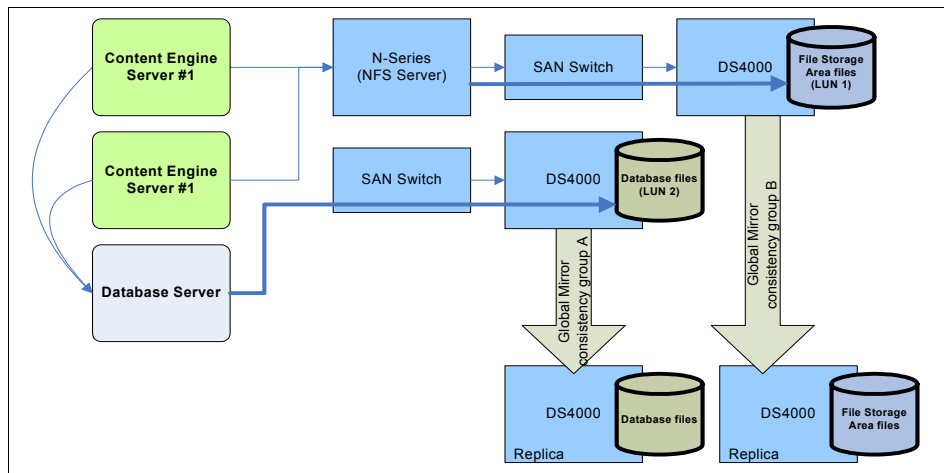 Content Engine
Server #1
N-Series
(NFS Server)
SAN Switch
DS4000
File Storage
Area files
(LUN 1)
Content Engine
Server #1
SAN Switch
DS4000
Database files
(LUN 2)
Database Server
Global Mirror
consistency group A
Global Mirror
consistency group B
DS4000
Database files
Replica
DS4000
File Storage
Area files
Replica